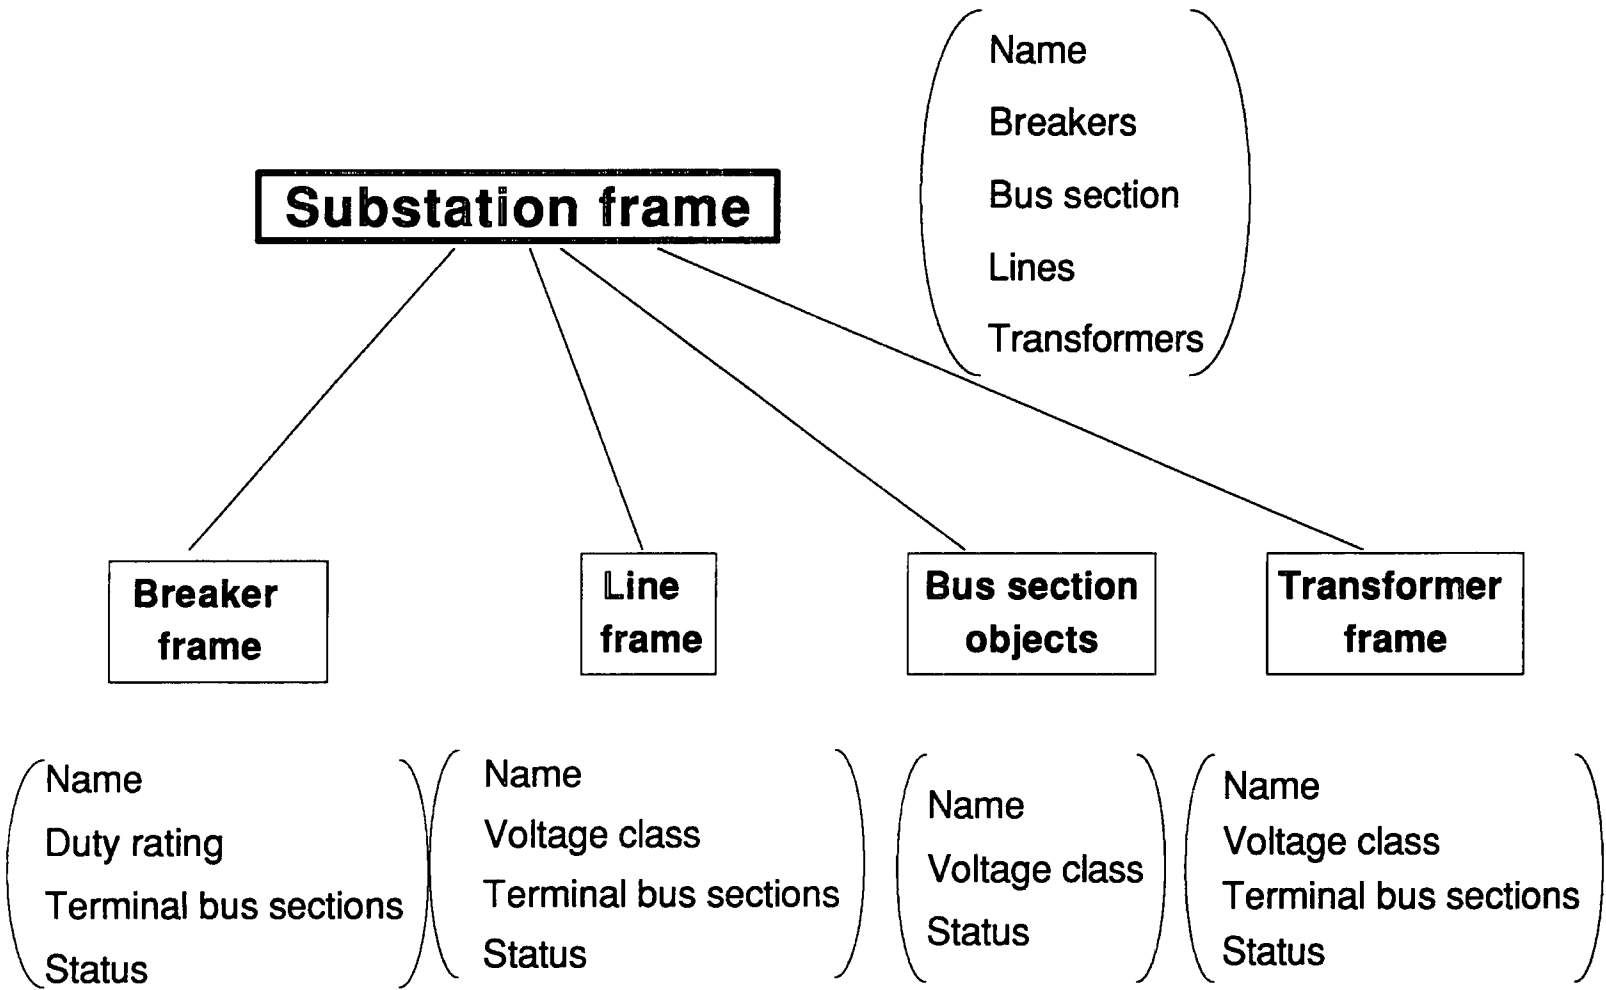 Name
Breakers
Bus section
Lines
Transformers
Substation frame
Breaker
frame
Line
frame
Bus section
objects
Transformer
frame
Name
Duty rating
Terminal bus sections
Status
Name
Voltage class
Terminal bus sections
Status
Name
Voltage class
Status
Name
Voltage class
Terminal bus sections
Status